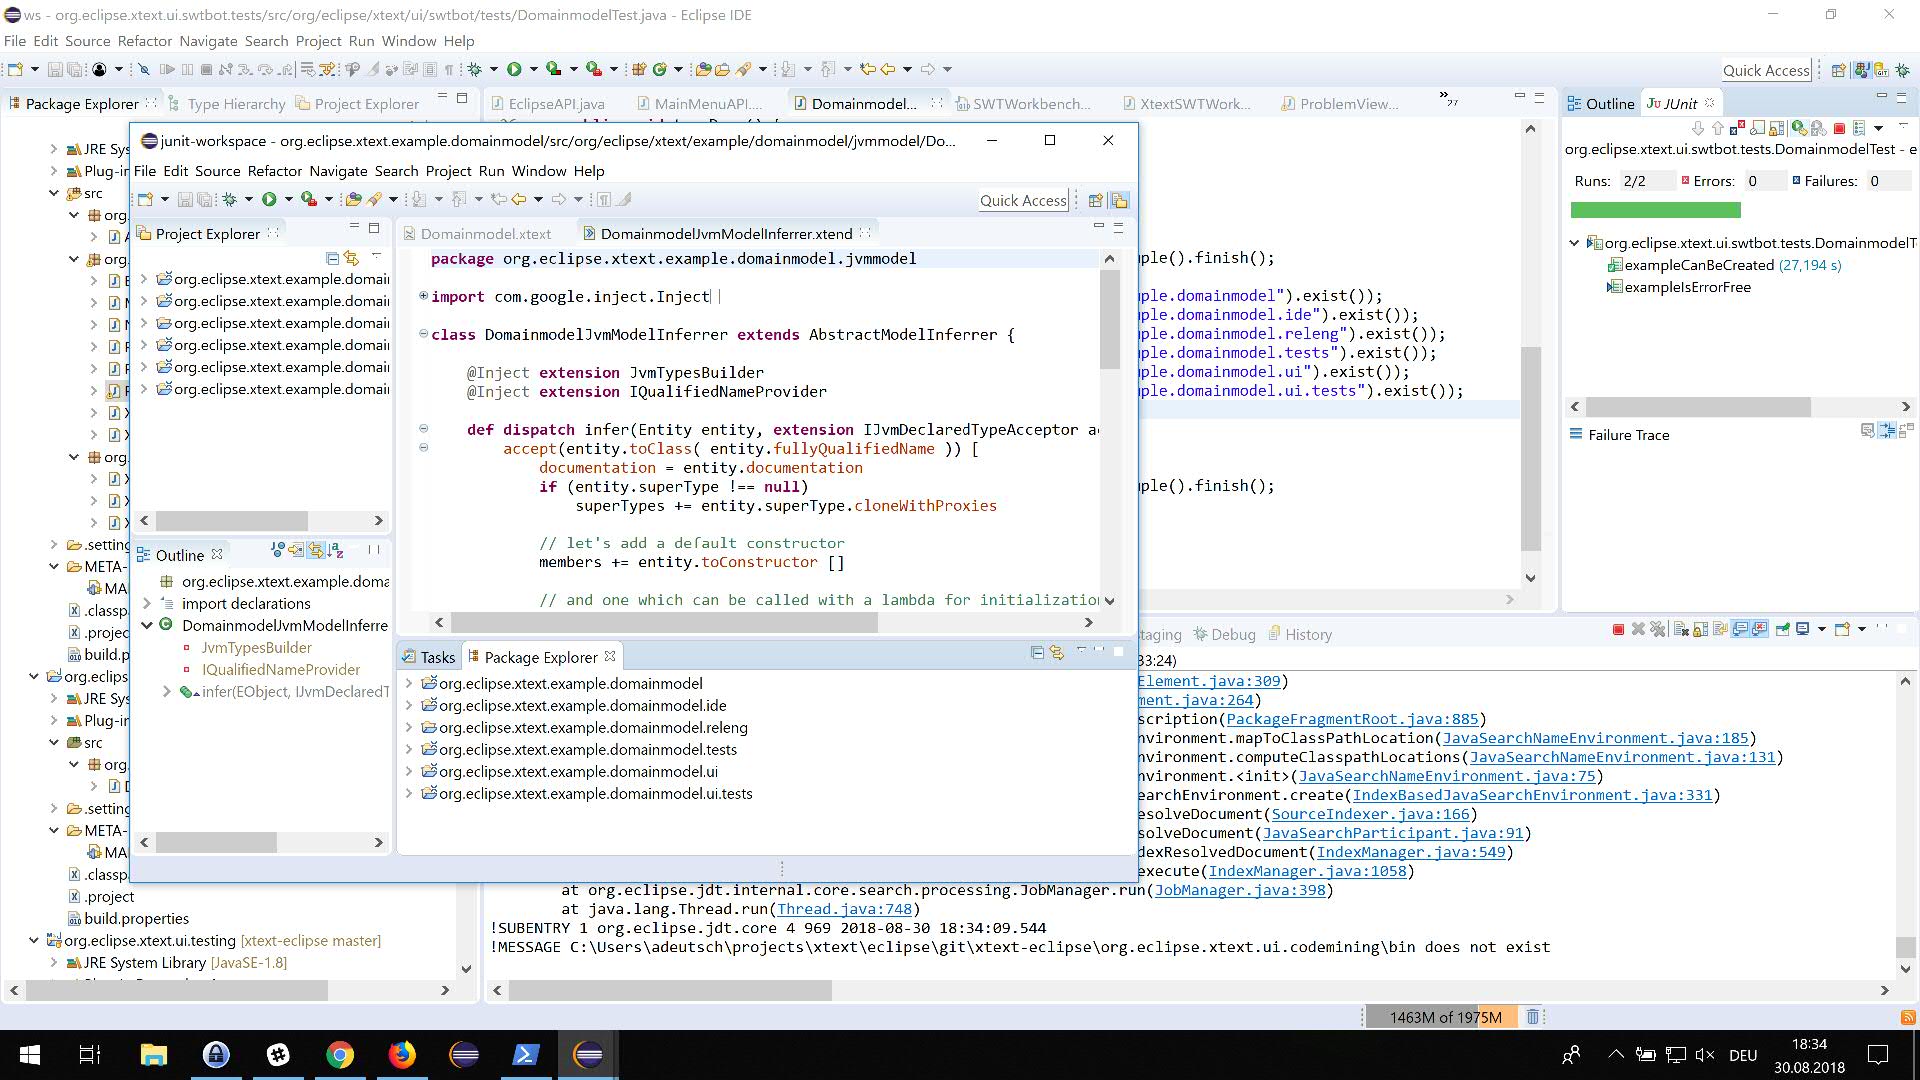 ws - org.eclipse.xtext.ui.swtbot.tests/src/org/eclipse/xtext/ui/swtbot/tests/DomainmodelTest.java - Eclipse IDE
File Edit Source Refactor Navigate Search Project Run Window Help
Quick Access
Package Explorer Type Hierarchy Project Explorer
EclipseAPI.java MainMenuAPI.... Domainmodel... SWTWorkbench... XtextSWTWork... ProblemView... »27
Outline JUnit
org.eclipse.xtext.ui.swtbot.tests.DomainmodelTest - e
Runs: 2/2 Errors: 0 Failures: 0
org.eclipse.xtext.ui.swtbot.tests.DomainmodelT
exampleCanBeCreated (27,194 s)
exampleIsErrorFree
Failure Trace
JRE Sys
Plug-in
src
org.
org.
org.
.setting
META-
MA
.classp
.projec
build.p
org.eclips
JRE Sys
Plug-in
src
org.
.setting
META-
MA
.classp
.project
build.properties
org.eclipse.xtext.ui.testing [xtext-eclipse master]
JRE System Library [JavaSE-1.8]
junit-workspace - org.eclipse.xtext.example.domainmodel/src/org/eclipse/xtext/example/domainmodel/jvmmodel/Do...
File Edit Source Refactor Navigate Search Project Run Window Help
Quick Access
Project Explorer
org.eclipse.xtext.example.domai
org.eclipse.xtext.example.domai
org.eclipse.xtext.example.domai
org.eclipse.xtext.example.domai
org.eclipse.xtext.example.domai
org.eclipse.xtext.example.domai
Outline
org.eclipse.xtext.example.doma
import declarations
DomainmodelJvmModelInferre
JvmTypesBuilder
IQualifiedNameProvider
infer(EObject, IJvmDeclaredT
Domainmodel.xtext DomainmodelJvmModelInferrer.xtend
package org.eclipse.xtext.example.domainmodel.jvmmodel
import com.google.inject.Inject
class DomainmodelJvmModelInferrer extends AbstractModelInferrer {
@Inject extension JvmTypesBuilder
@Inject extension IQualifiedNameProvider
def dispatch infer(Entity entity, extension IJvmDeclaredTypeAcceptor a
accept(entity.toClass( entity.fullyQualifiedName )) [
documentation = entity.documentation
if (entity.superType !== null)
superTypes += entity.superType.cloneWithProxies
// let's add a default constructor
members += entity.toConstructor []
// and one which can be called with a lambda for initializatio
Tasks Package Explorer
org.eclipse.xtext.example.domainmodel
org.eclipse.xtext.example.domainmodel.ide
org.eclipse.xtext.example.domainmodel.releng
org.eclipse.xtext.example.domainmodel.tests
org.eclipse.xtext.example.domainmodel.ui
org.eclipse.xtext.example.domainmodel.ui.tests
ple().finish();
ple.domainmodel").exist());
ple.domainmodel.ide").exist());
ple.domainmodel.releng").exist());
ple.domainmodel.tests").exist());
ple.domainmodel.ui").exist());
ple.domainmodel.ui.tests").exist());
ple().finish();
taging Debug History
33:24)
Element.java:309)
ment.java:264)
scription(PackageFragmentRoot.java:885)
nvironment.mapToClassPathLocation(JavaSearchNameEnvironment.java:185)
nvironment.computeClasspathLocations(JavaSearchNameEnvironment.java:131)
nvironment.<init>(JavaSearchNameEnvironment.java:75)
earchEnvironment.create(IndexBasedJavaSearchEnvironment.java:331)
esolveDocument(SourceIndexer.java:166)
esolveDocument(JavaSearchParticipant.java:91)
dexResolvedDocument(IndexManager.java:549)
execute(IndexManager.java:1058)
at org.eclipse.jdt.internal.core.search.processing.JobManager.run(JobManager.java:398)
at java.lang.Thread.run(Thread.java:748)
!SUBENTRY 1 org.eclipse.jdt.core 4 969 2018-08-30 18:34:09.544
!MESSAGE C:\Users\adeutsch\projects\xtext\eclipse\git\xtext-eclipse\org.eclipse.xtext.ui.codemining\bin does not exist
1463M of 1975M
DEU
18:34
30.08.2018